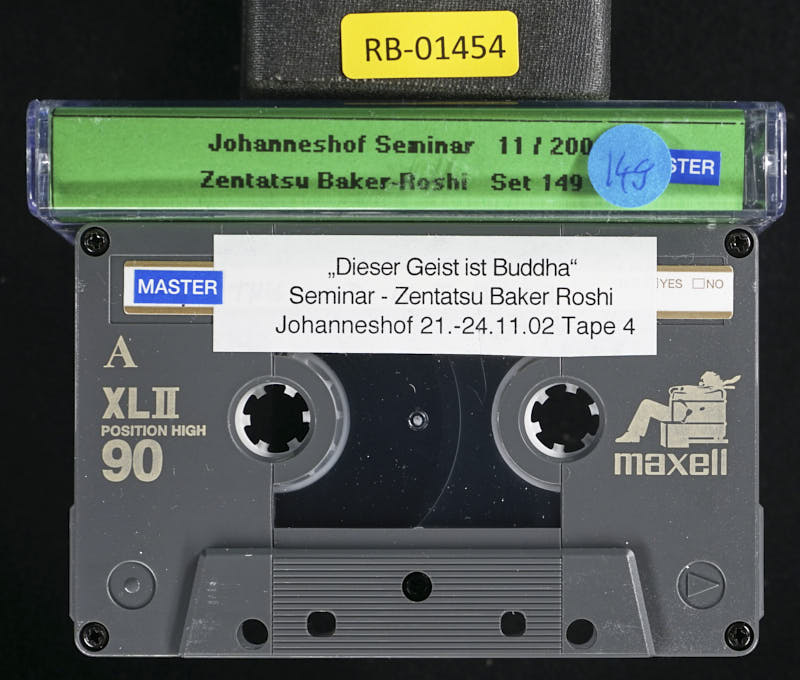 RB-01454
Johanneshof Seminar 11 / 200
Zentatsu Baker-Roshi Set 149
149
STER
MASTER
„Dieser Geist ist Buddha“
Seminar - Zentatsu Baker Roshi
Johanneshof 21.-24.11.02 Tape 4
YES NO
A
XLII
POSITION HIGH
90
maxell